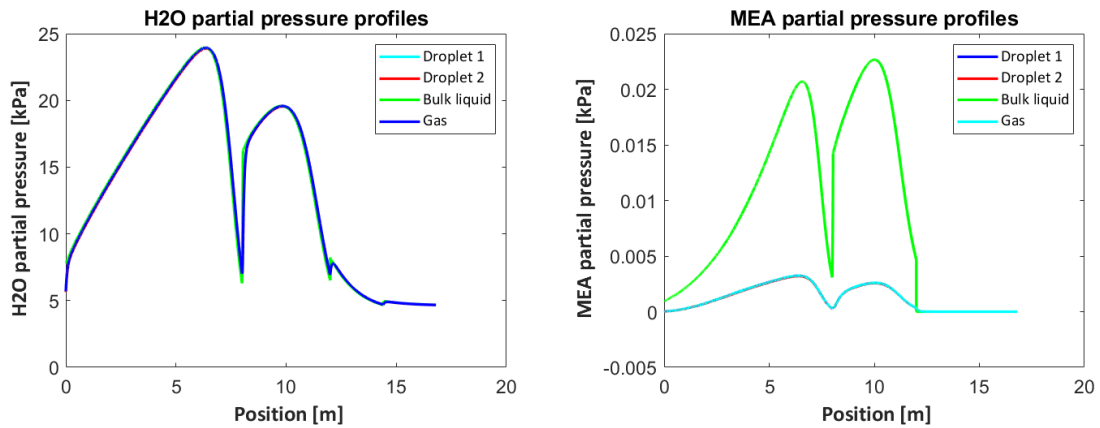 H2O partial pressure profiles
25
20
15
10
5
0
H2O partial pressure [kPa]
0
5
10
15
20
Position [m]
Droplet 1
Droplet 2
Bulk liquid
Gas
MEA partial pressure profiles
0.025
0.02
0.015
0.01
0.005
0
-0.005
MEA partial pressure [kPa]
0
5
10
15
20
Position [m]
Droplet 1
Droplet 2
Bulk liquid
Gas